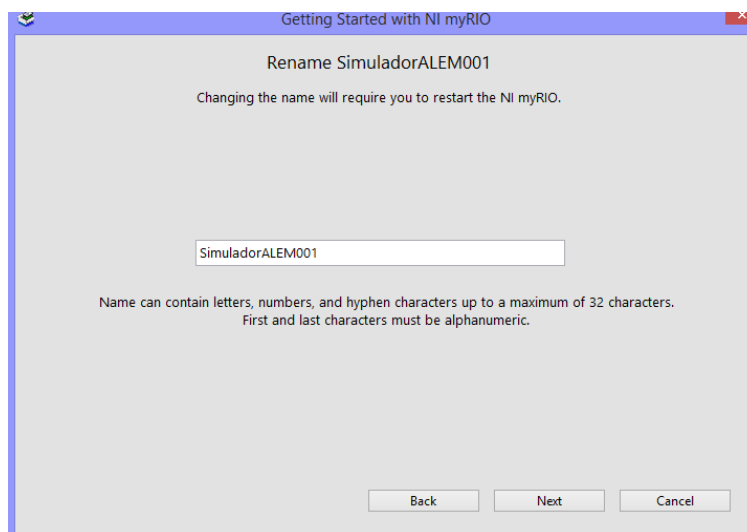 Getting Started with NI myRIO
Rename SimuladorALEM001
Changing the name will require you to restart the NI myRIO.
SimuladorALEM001
Name can contain letters, numbers, and hyphen characters up to a maximum of 32 characters.
First and last characters must be alphanumeric.
Back Next Cancel